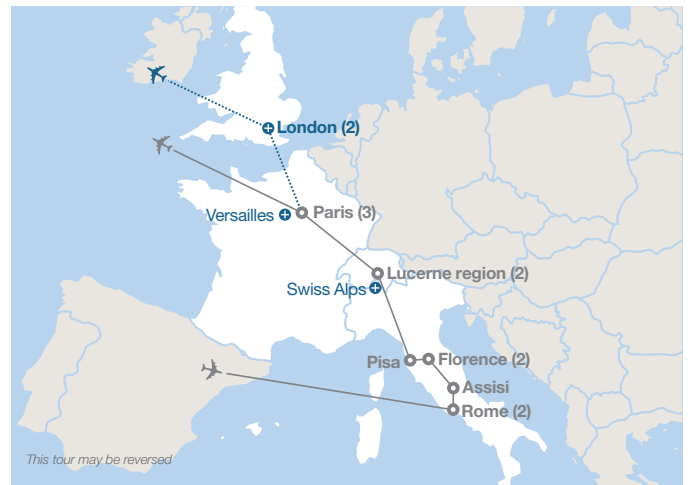 London (2)
Versailles
Paris (3)
Lucerne region (2)
Swiss Alps
Pisa
Florence (2)
Assisi
Rome (2)
This tour may be reversed